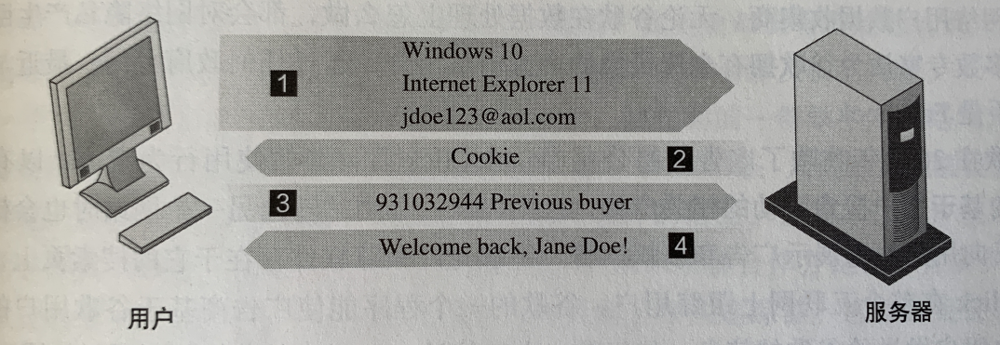 Windows 10
1
Internet Explorer 11
jdoe123@aol.com
Cookie 2
3 931032944 Previous buyer
Welcome back, Jane Doe! 4
用户
服务器